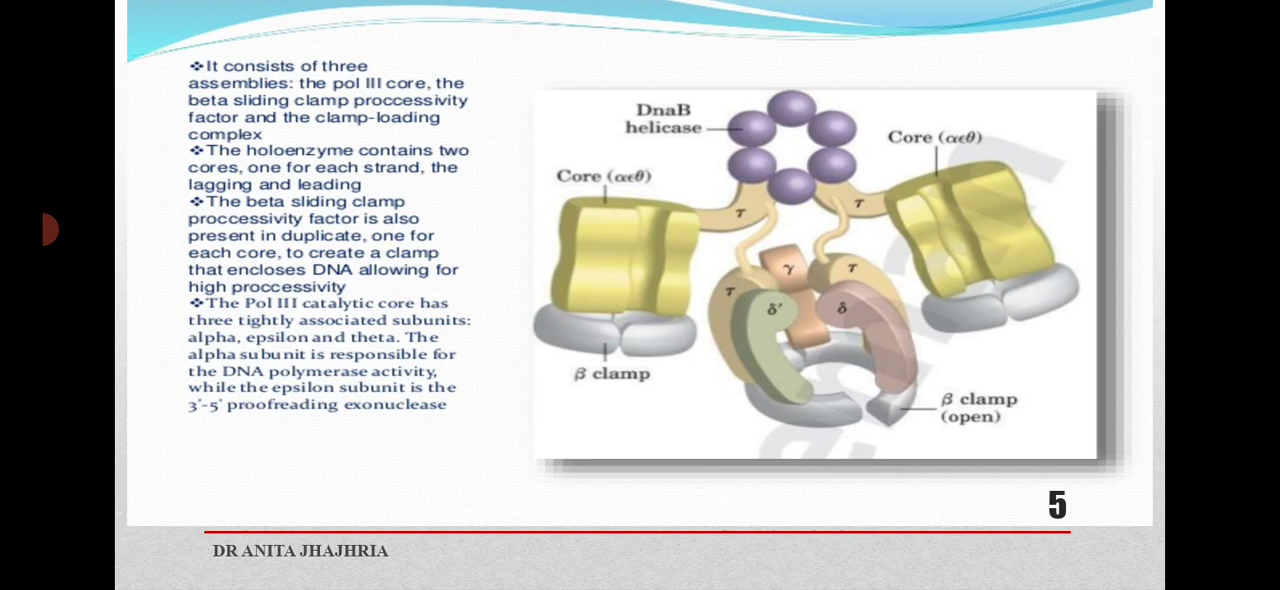 ❖It consists of three
assemblies: the pol III core, the
beta sliding clamp proccessivity
factor and the clamp-loading
complex
❖The holoenzyme contains two
cores, one for each strand, the
lagging and leading
❖The beta sliding clamp
proccessivity factor is also
present in duplicate, one for
each core, to create a clamp
that encloses DNA allowing for
high proccessivity
❖The Pol III catalytic core has
three tightly associated subunits:
alpha, epsilon and theta. The
alpha subunit is responsible for
the DNA polymerase activity,
while the epsilon subunit is the
3'-5' proofreading exonuclease
DnaB
helicase
Core (αεθ)
Core (αεθ)
τ
τ
γ
τ
τ
δ'
δ
β clamp
β clamp
(open)
5
DR ANITA JHAJHRIA